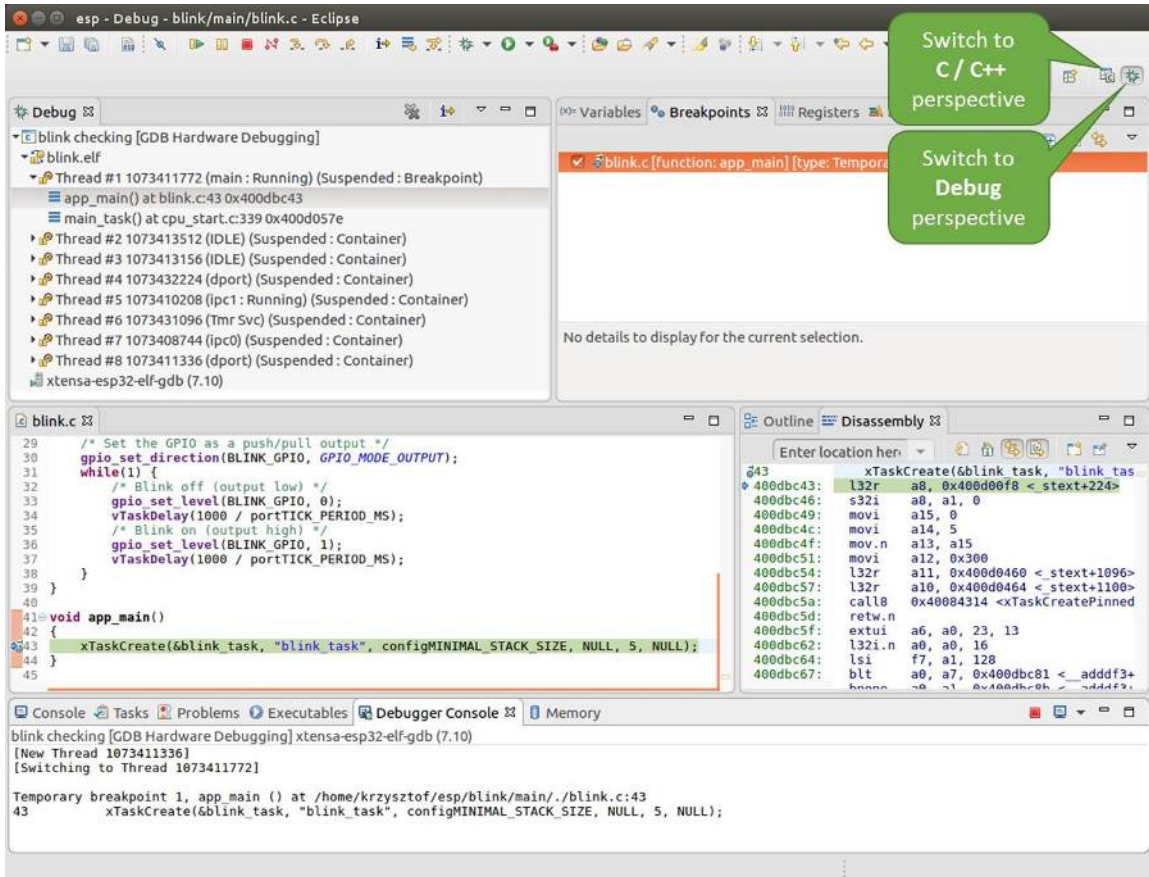 esp - Debug - blink/main/blink.c - Eclipse
Switch to
C / C++
perspective
Debug
blink checking [GDB Hardware Debugging]
blink.elf
Thread #1 1073411772 (main : Running) (Suspended : Breakpoint)
app_main() at blink.c:43 0x400dbc43
main_task() at cpu_start.c:339 0x400d057e
Thread #2 1073413512 (IDLE) (Suspended : Container)
Thread #3 1073413156 (IDLE) (Suspended : Container)
Thread #4 1073432224 (dport) (Suspended : Container)
Thread #5 1073410208 (ipc1 : Running) (Suspended : Container)
Thread #6 1073431096 (Tmr Svc) (Suspended : Container)
Thread #7 1073408744 (ipc0) (Suspended : Container)
Thread #8 1073411336 (dport) (Suspended : Container)
xtensa-esp32-elf-gdb (7.10)
(x)= Variables Breakpoints Registers
blink.c [function: app_main] [type: Tempora
Switch to
Debug
perspective
No details to display for the current selection.
blink.c
29 /* Set the GPIO as a push/pull output */
30 gpio_set_direction(BLINK_GPIO, GPIO_MODE_OUTPUT);
31 while(1) {
32 /* Blink off (output low) */
33 gpio_set_level(BLINK_GPIO, 0);
34 vTaskDelay(1000 / portTICK_PERIOD_MS);
35 /* Blink on (output high) */
36 gpio_set_level(BLINK_GPIO, 1);
37 vTaskDelay(1000 / portTICK_PERIOD_MS);
38 }
39 }
40
41 void app_main()
42 {
43 xTaskCreate(&blink_task, "blink_task", configMINIMAL_STACK_SIZE, NULL, 5, NULL);
44 }
45
Outline Disassembly
Enter location her
43 xTaskCreate(&blink_task, "blink_tas
400dbc43: l32r a8, 0x400d00f8 <_stext+224>
400dbc46: s32i a8, a1, 0
400dbc49: movi a15, 0
400dbc4c: movi a14, 5
400dbc4f: mov.n a13, a15
400dbc51: movi a12, 0x300
400dbc54: l32r a11, 0x400d0460 <_stext+1096>
400dbc57: l32r a10, 0x400d0464 <_stext+1100>
400dbc5a: call8 0x40084314 <xTaskCreatePinned
400dbc5d: retw.n
400dbc5f: extui a6, a0, 23, 13
400dbc62: l32i.n a0, a0, 16
400dbc64: lsi f7, a1, 128
400dbc67: blt a0, a7, 0x400dbc81 <__adddf3+
Console Tasks Problems Executables Debugger Console Memory
blink checking [GDB Hardware Debugging] xtensa-esp32-elf-gdb (7.10)
[New Thread 1073411336]
[Switching to Thread 1073411772]
Temporary breakpoint 1, app_main () at /home/krzysztof/esp/blink/main/./blink.c:43
43 xTaskCreate(&blink_task, "blink_task", configMINIMAL_STACK_SIZE, NULL, 5, NULL);